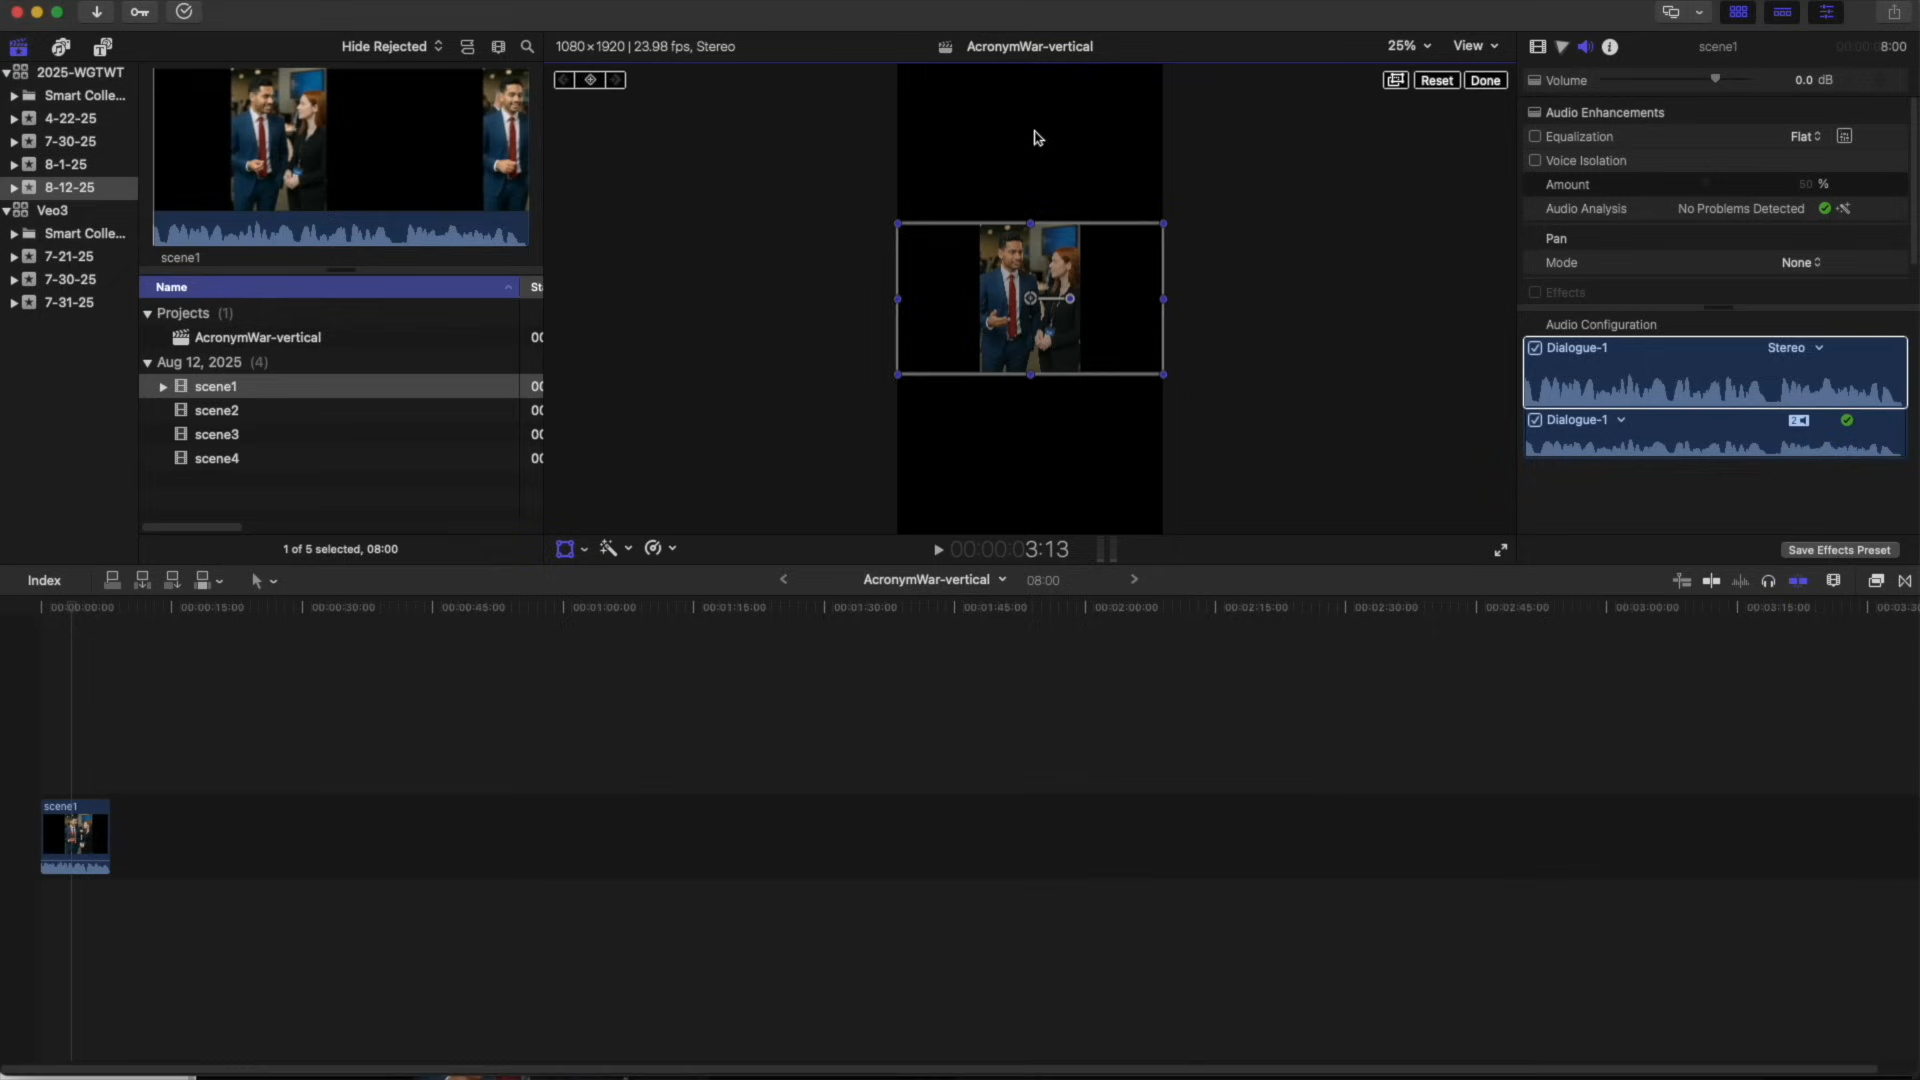 Hide Rejected
1080×1920 | 23.98 fps, Stereo
AcronymWar-vertical
25%
View
scene1
8:00
2025-WGTWT
Smart Colle...
4-22-25
7-30-25
8-1-25
8-12-25
Veo3
Smart Colle...
7-21-25
7-30-25
7-31-25
scene1
Name
Projects (1)
AcronymWar-vertical
Aug 12, 2025 (4)
scene1
scene2
scene3
scene4
1 of 5 selected, 08:00
Reset
Done
00:00:03:13
Volume
0.0 dB
Audio Enhancements
Equalization
Flat
Voice Isolation
Amount
50 %
Audio Analysis
No Problems Detected
Pan
Mode
None
Effects
Audio Configuration
Dialogue-1
Stereo
Dialogue-1
2
Save Effects Preset
Index
AcronymWar-vertical
08:00
00:00:00:00
00:00:15:00
00:00:30:00
00:00:45:00
00:01:00:00
00:01:15:00
00:01:30:00
00:01:45:00
00:02:00:00
00:02:15:00
00:02:30:00
00:02:45:00
00:03:00:00
00:03:15:00
scene1